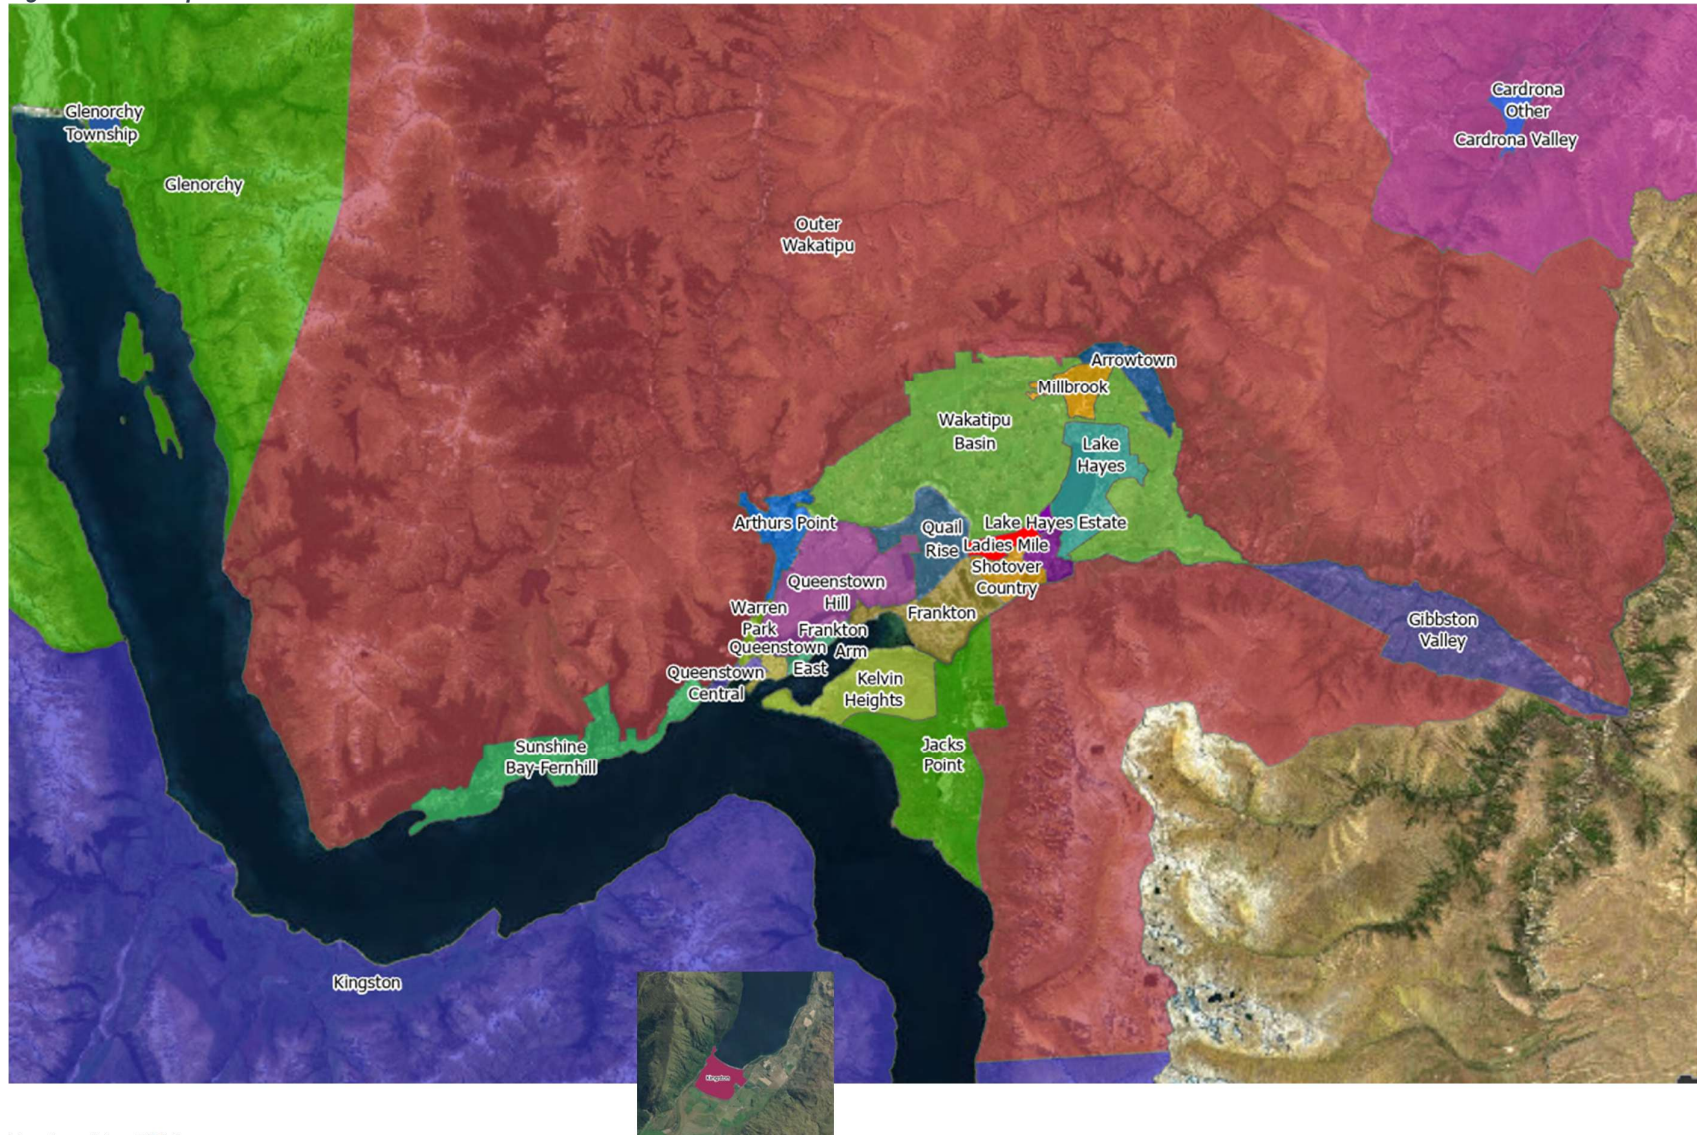 Glenorchy
Township
Glenorchy
Outer
Wakatipu
Cardrona
Other
Cardrona Valley
Arrowtown
Millbrook
Wakatipu
Basin
Lake
Hayes
Arthurs Point
Quail
Rise
Lake Hayes Estate
Ladies Mile
Shotover
Country
Queenstown
Hill
Warren
Park
Frankton
Frankton
Arm
Queenstown
East
Queenstown
Central
Kelvin
Heights
Gibbston
Valley
Jacks
Point
Sunshine
Bay-Fernhill
Kingston
Kingston